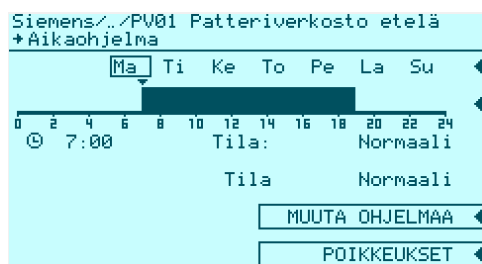 Siemens/../PV01 Patteriverkosto etelä
→Aikaohjelma
Ma Ti Ke To Pe La Su
0 2 4 6 8 10 12 14 16 18 20 22 24
7:00 Tila: Normaali
Tila Normaali
MUUTA OHJELMAA
POIKKEUKSET